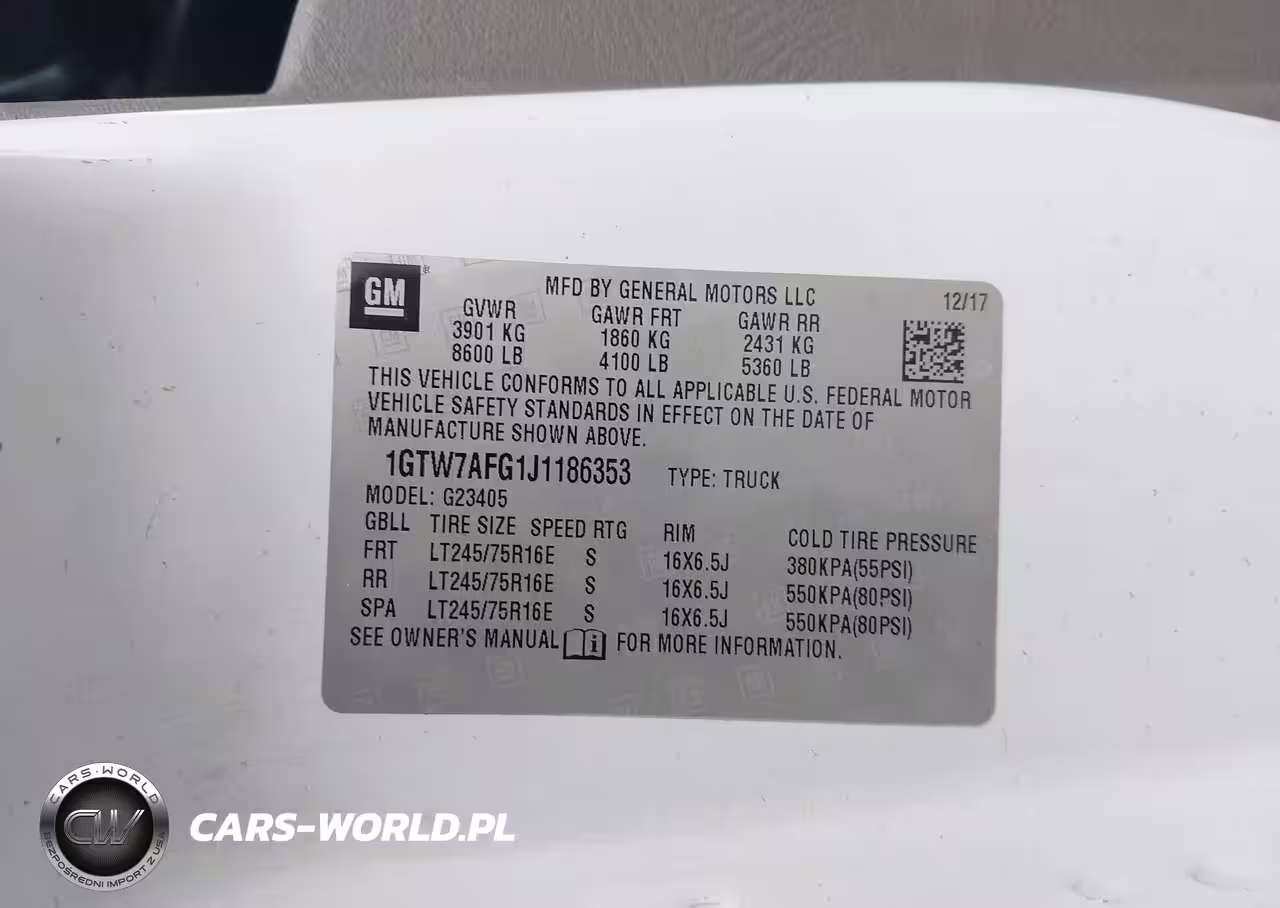 GM
MFD BY GENERAL MOTORS LLC 12/17
GVWR GAWR FRT GAWR RR
3901 KG 1860 KG 2431 KG
8600 LB 4100 LB 5360 LB
THIS VEHICLE CONFORMS TO ALL APPLICABLE U.S. FEDERAL MOTOR
VEHICLE SAFETY STANDARDS IN EFFECT ON THE DATE OF
MANUFACTURE SHOWN ABOVE.
1GTW7AFG1J1186353 TYPE: TRUCK
MODEL: G23405
GBLL TIRE SIZE SPEED RTG RIM COLD TIRE PRESSURE
FRT LT245/75R16E S 16X6.5J 380KPA(55PSI)
RR LT245/75R16E S 16X6.5J 550KPA(80PSI)
SPA LT245/75R16E S 16X6.5J 550KPA(80PSI)
SEE OWNER'S MANUAL i FOR MORE INFORMATION.
CARS-WORLD
CW
BEZPOŚREDNI IMPORT Z USA
CARS-WORLD.PL